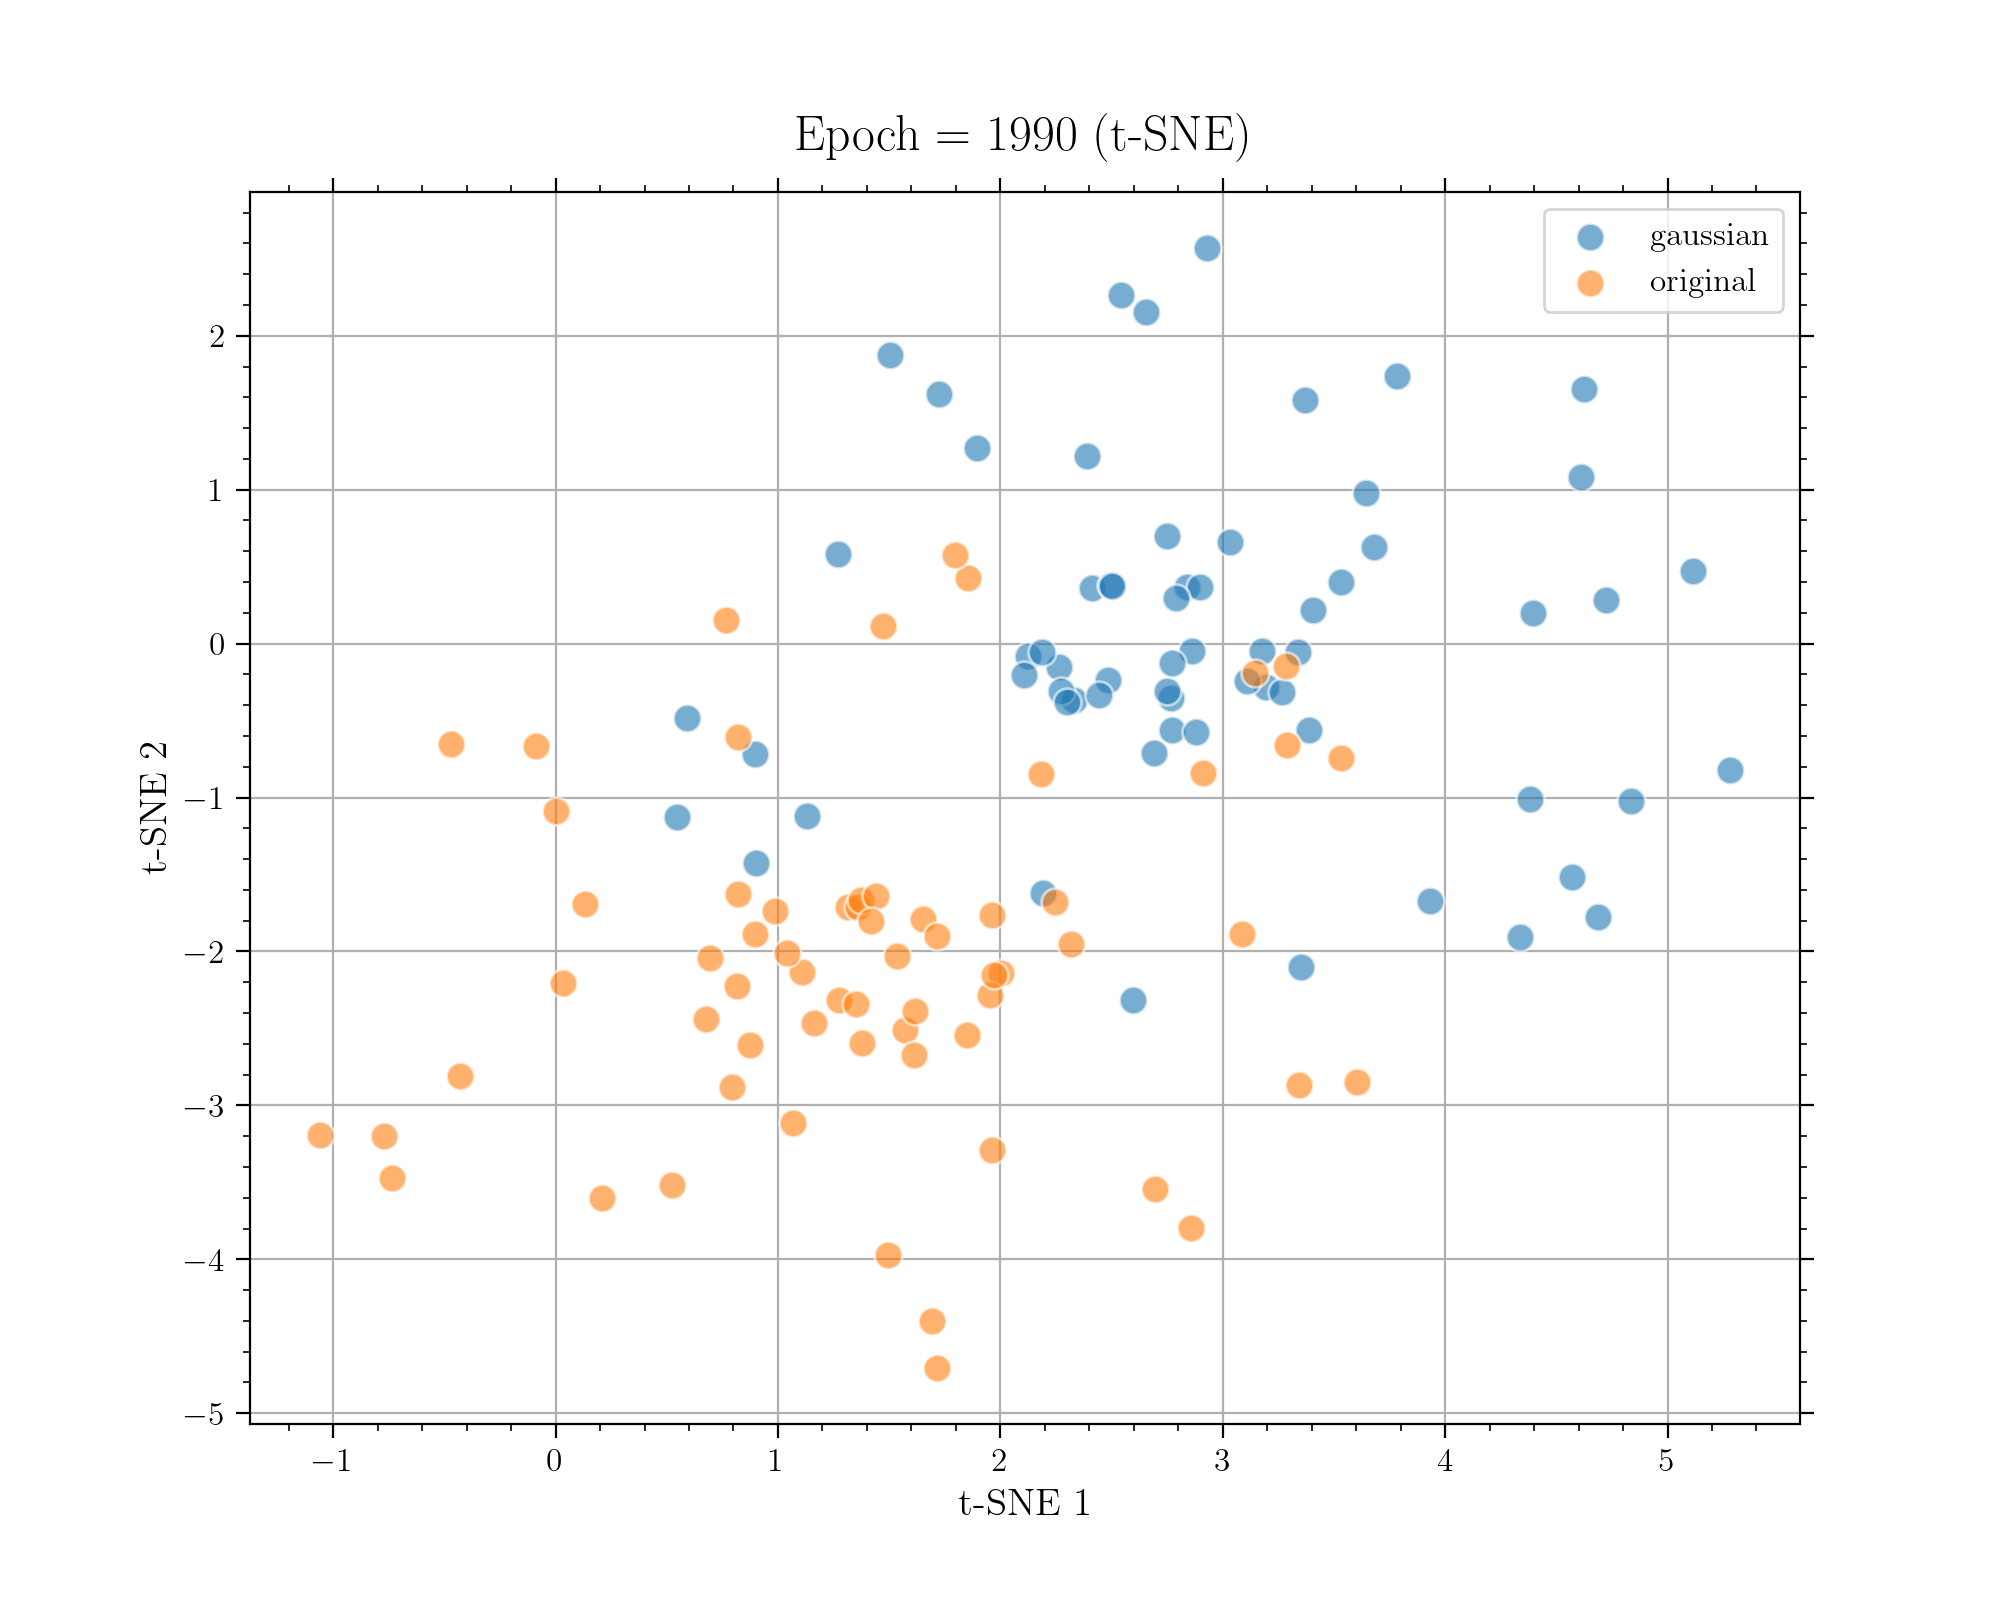 Epoch = 1990 (t-SNE)
gaussian
original
2
1
0
−1
−2
−3
−4
−5
t-SNE 2
−1 0 1 2 3 4 5
t-SNE 1